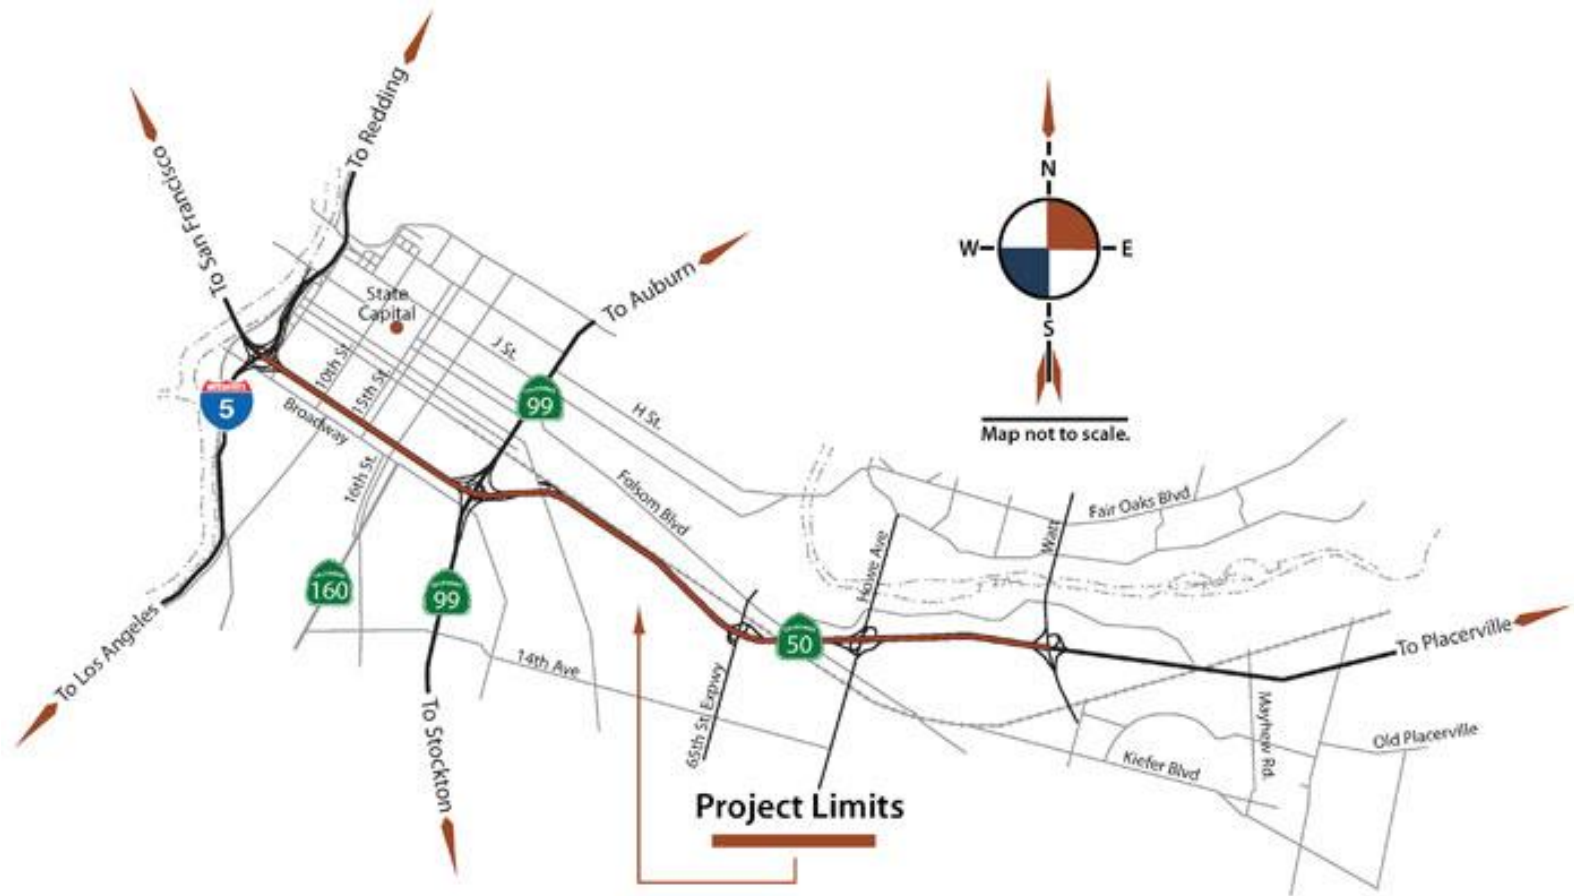 To Redding
To San Francisco
N
W
E
S
Map not to scale.
To Auburn
State
Capital
J St.
10th St.
15th St.
99
5
Broadway
H St.
16th St.
Folsom Blvd
Fair Oaks Blvd
Watt
Howe Ave
160
99
50
To Los Angeles
To Placerville
14th Ave
65th St. Expwy
To Stockton
Mayhew Rd.
Old Placerville
Kiefer Blvd
Project Limits